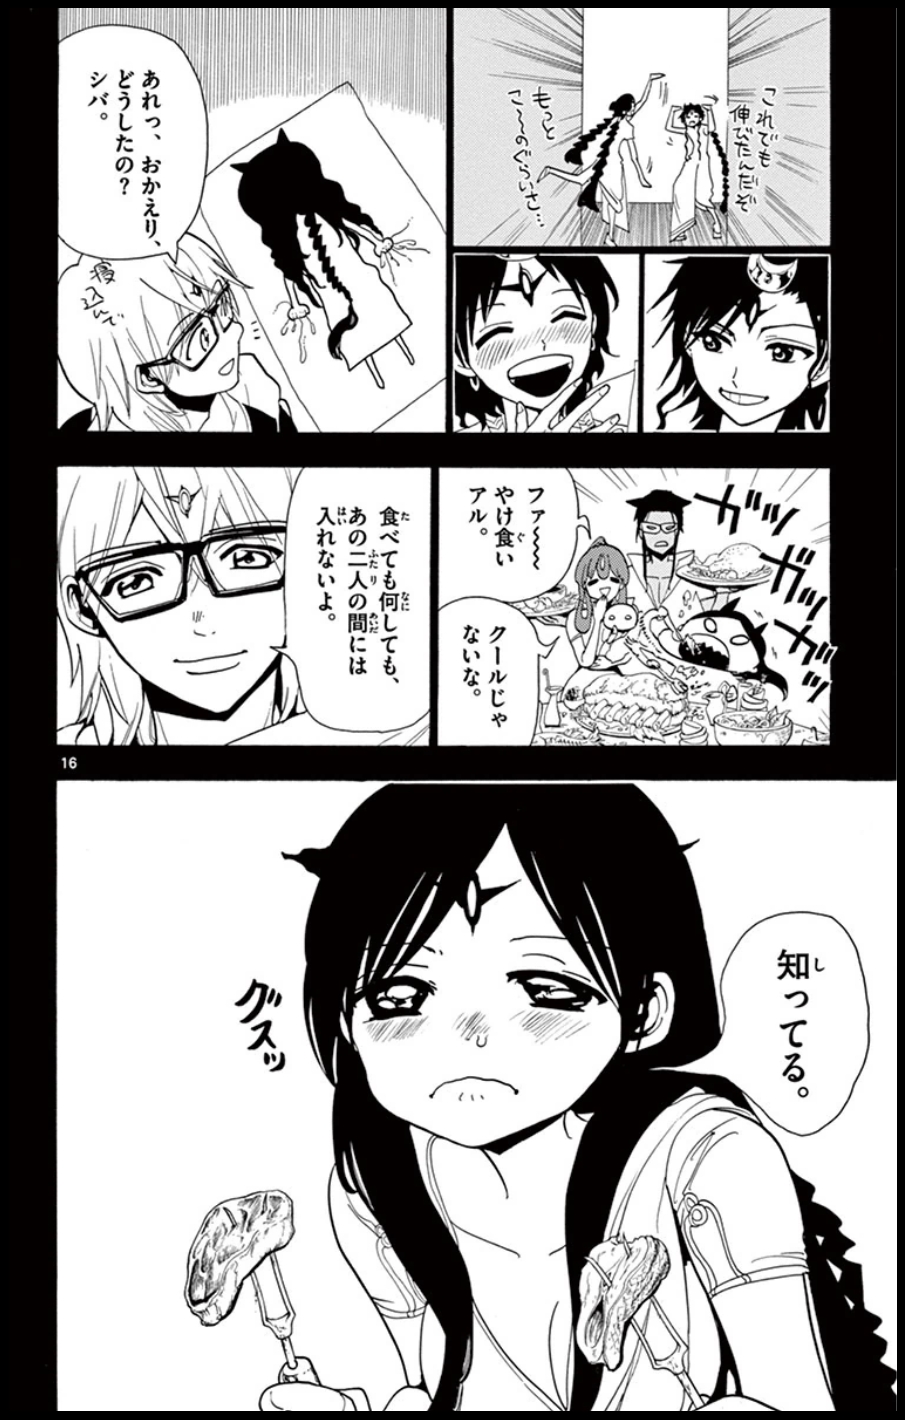 これでも
伸びたんだぞ
もっと
こ〜〜のぐらいさ…
あれっ、おかえり、
どうしたの？
シバ。
寝込んで
ガツッ
ガツガツッ
ファ〜〜〜
やけ食い
アル。
クールじゃ
ないな。
食べても何しても、
あの二人の間には
入れないよ。
16
知ってる。
グスッ